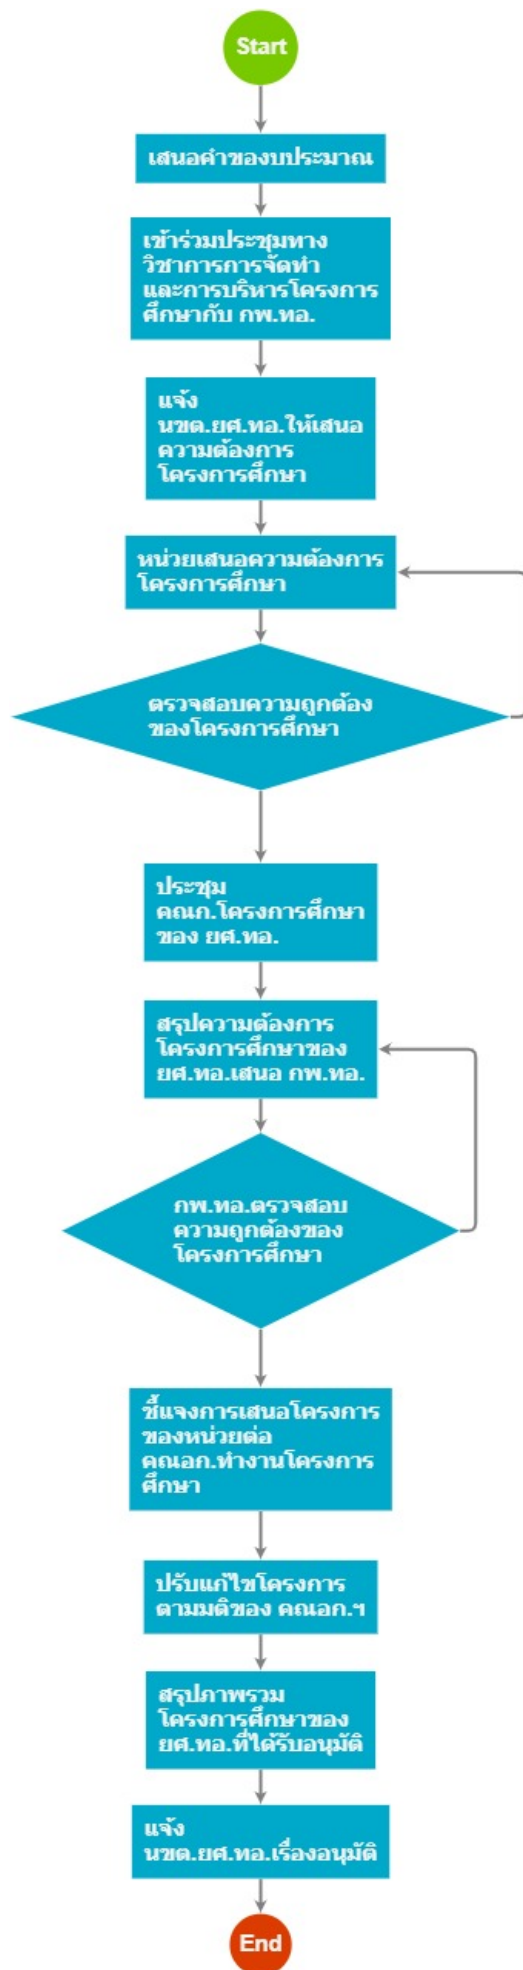 Start
เสนอคำของบประมาณ
เข้าร่วมประชุมทาง
วิชาการการจัดทำ
และการบริหารโครงการ
ศึกษากับ กพ.ทอ.
แจ้ง
นขต.ยศ.ทอ.ให้เสนอ
ความต้องการ
โครงการศึกษา
หน่วยเสนอความต้องการ
โครงการศึกษา
ตรวจสอบความถูกต้อง
ของโครงการศึกษา
ประชุม
คณก.โครงการศึกษา
ของ ยศ.ทอ.
สรุปความต้องการ
โครงการศึกษาของ
ยศ.ทอ.เสนอ กพ.ทอ.
กพ.ทอ.ตรวจสอบ
ความถูกต้องของ
โครงการศึกษา
ชี้แจงการเสนอโครงการ
ของหน่วยต่อ
คณอก.ทำงานโครงการ
ศึกษา
ปรับแก้ไขโครงการ
ตามมติของ คณอก.ฯ
สรุปภาพรวม
โครงการศึกษาของ
ยศ.ทอ.ที่ได้รับอนุมัติ
แจ้ง
นขต.ยศ.ทอ.เรื่องอนุมัติ
End